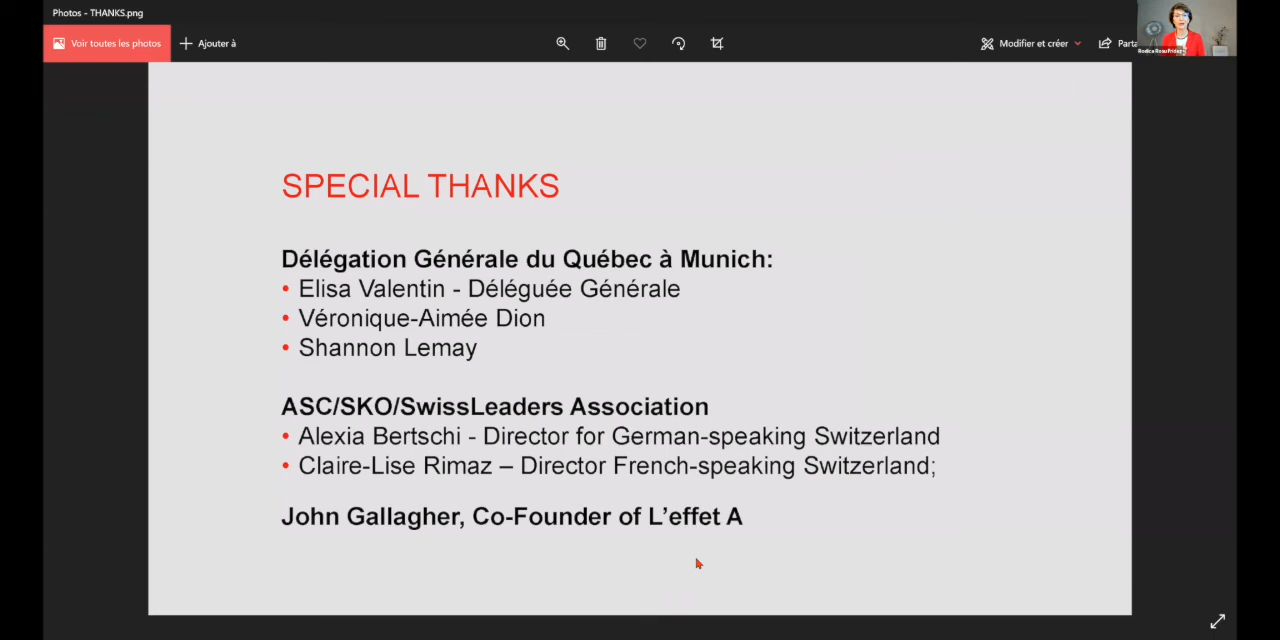 Photos - THANKS.png
Voir toutes les photos
Ajouter à
Modifier et créer
Parta
SPECIAL THANKS
Délégation Générale du Québec à Munich:
• Elisa Valentin - Déléguée Générale
• Véronique-Aimée Dion
• Shannon Lemay
ASC/SKO/SwissLeaders Association
• Alexia Bertschi - Director for German-speaking Switzerland
• Claire-Lise Rimaz – Director French-speaking Switzerland;
John Gallagher, Co-Founder of L’effet A